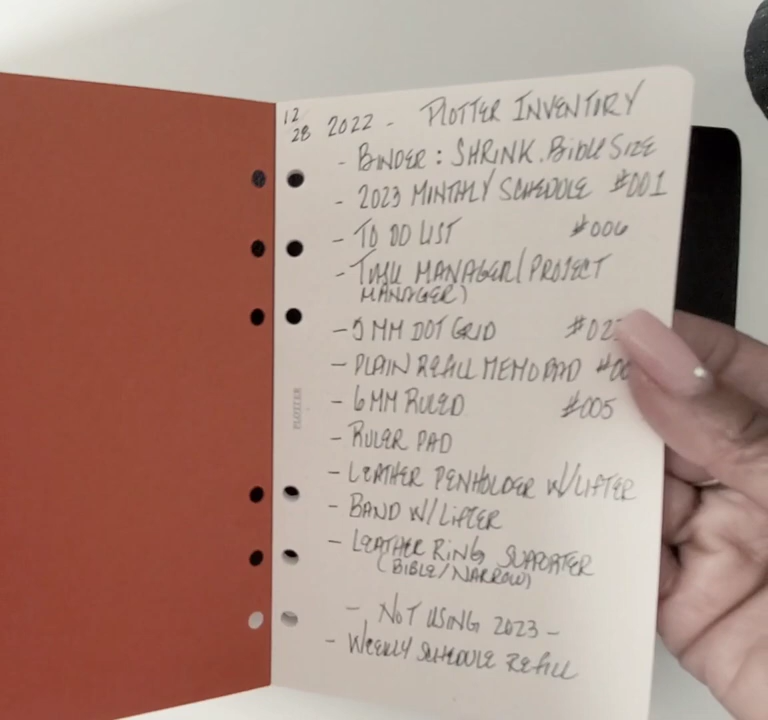 12
28 2022 - PLOTTER INVENTORY
- BINDER : SHRINK . BIBLE SIZE
- 2023 MONTHLY SCHEDULE #001
- TO DO LIST #006
- TASK MANAGER/(PROJECT
MANAGER)
- 5 MM DOT GRID
- PLAIN REFILL MEMO PAD
- 6 MM RULED #005
- RULER PAD
- LEATHER PENHOLDER W/LIFTER
- BAND W/LIFTER
- LEATHER RING SUPPORTER
(BIBLE/NARROW)
- NOT USING 2023 -
- WEEKLY SCHEDULE REFILL
PLOTTER